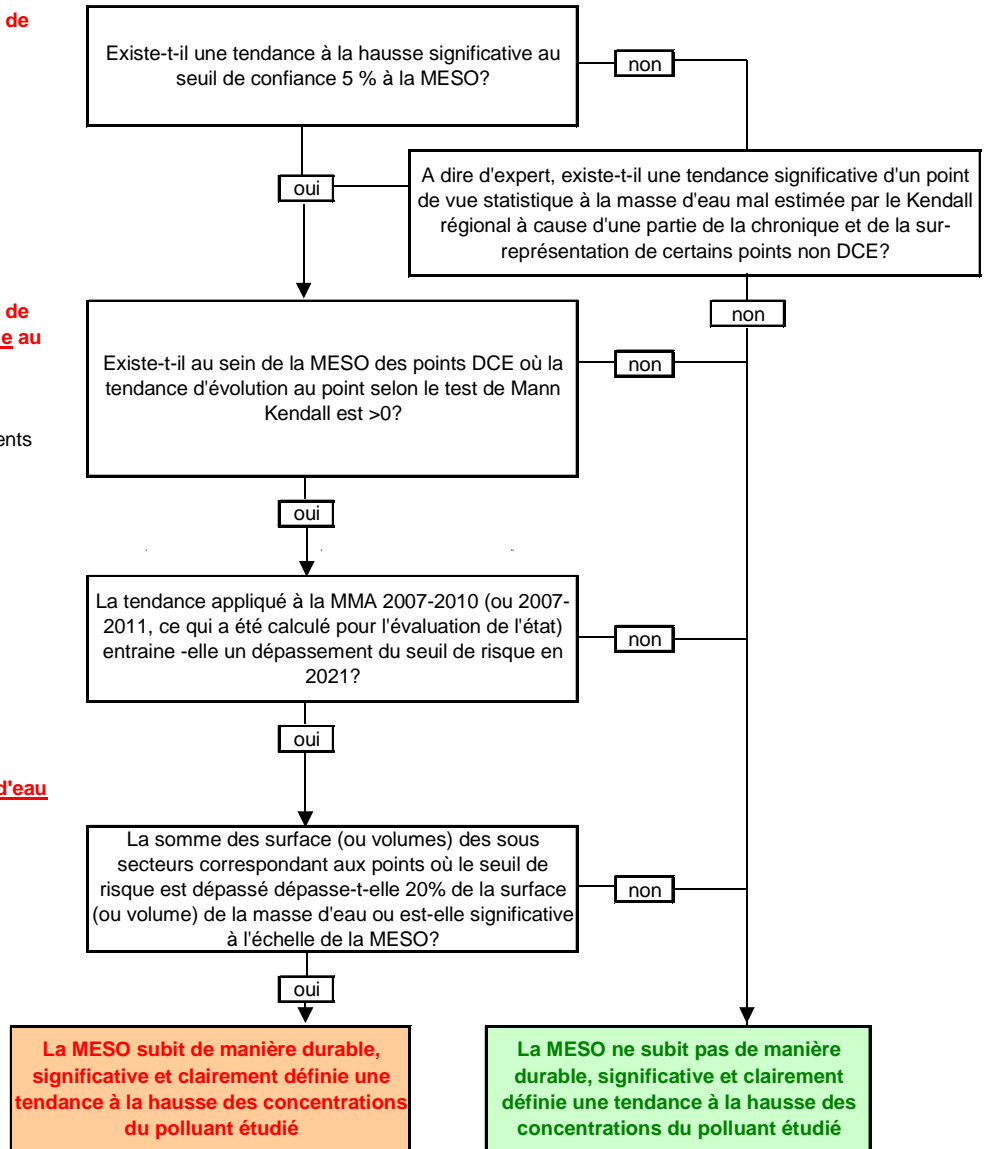 de
Existe-t-il une tendance à la hausse significative au
seuil de confiance 5 % à la MESO?
non
oui
A dire d'expert, existe-t-il une tendance significative d'un point
de vue statistique à la masse d'eau mal estimée par le Kendall
régional à cause d'une partie de la chronique et de la sur-
représentation de certains points non DCE?
non
de
e au
ents
Existe-t-il au sein de la MESO des points DCE où la
tendance d'évolution au point selon le test de Mann
Kendall est >0?
non
oui
La tendance appliqué à la MMA 2007-2010 (ou 2007-
2011, ce qui a été calculé pour l'évaluation de l'état)
entraine -elle un dépassement du seuil de risque en
2021?
non
oui
d'eau
La somme des surface (ou volumes) des sous
secteurs correspondant aux points où le seuil de
risque est dépassé dépasse-t-elle 20% de la surface
(ou volume) de la masse d'eau ou est-elle significative
à l'échelle de la MESO?
non
oui
La MESO subit de manière durable,
significative et clairement définie une
tendance à la hausse des concentrations
du polluant étudié
La MESO ne subit pas de manière
durable, significative et clairement
définie une tendance à la hausse des
concentrations du polluant étudié